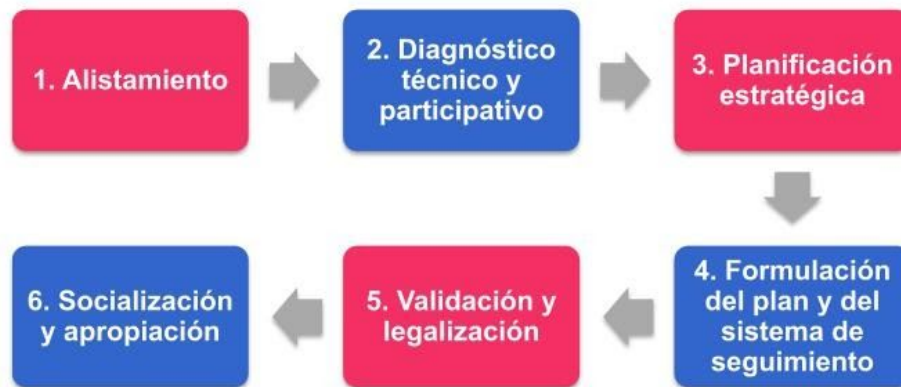 1. Alistamiento
2. Diagnóstico
técnico y
participativo
3. Planificación
estratégica
4. Formulación
del plan y del
sistema de
seguimiento
5. Validación y
legalización
6. Socialización
y apropiación